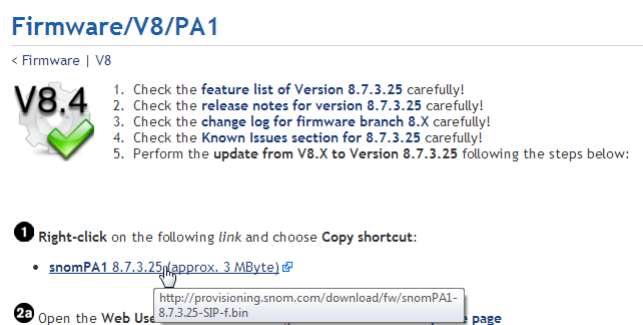 Firmware/V8/PA1
< Firmware | V8
V8.4
1. Check the feature list of Version 8.7.3.25 carefully!
2. Check the release notes for version 8.7.3.25 carefully!
3. Check the change log for firmware branch 8.X carefully!
4. Check the Known Issues section for 8.7.3.25 carefully!
5. Perform the update from V8.X to Version 8.7.3.25 following the steps below:
1 Right-click on the following link and choose Copy shortcut:
• snomPA1 8.7.3.25 (approx. 3 MByte)
http://provisioning.snom.com/download/fw/snomPA1-
8.7.3.25-SIP-f.bin
2a Open the Web page